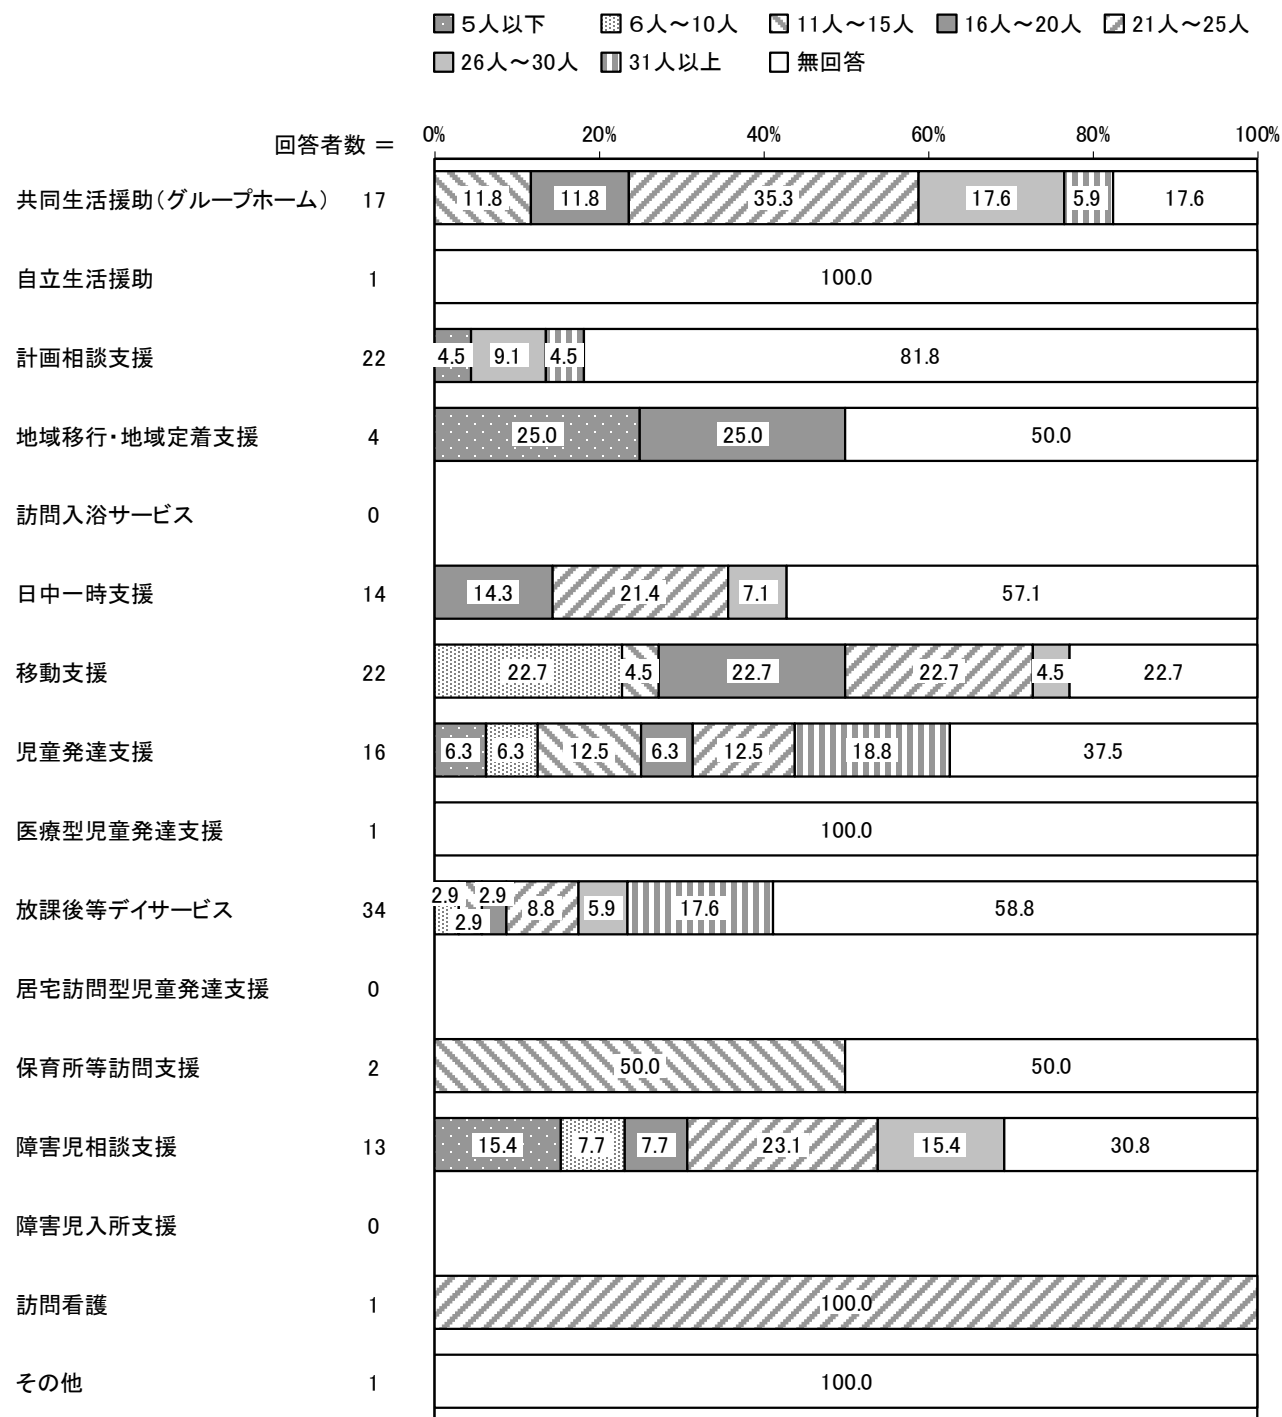 ５人以下 ６人～10人 11人～15人 16人～20人 21人～25人
26人～30人 31人以上 無回答
回答者数 ＝ 0% 20% 40% 60% 80% 100%
共同生活援助（グループホーム） 17 11.8 11.8 35.3 17.6 5.9 17.6
自立生活援助 1 100.0
計画相談支援 22 4.5 9.1 4.5 81.8
地域移行・地域定着支援 4 25.0 25.0 50.0
訪問入浴サービス 0
日中一時支援 14 14.3 21.4 7.1 57.1
移動支援 22 22.7 4.5 22.7 22.7 4.5 22.7
児童発達支援 16 6.3 6.3 12.5 6.3 12.5 18.8 37.5
医療型児童発達支援 1 100.0
放課後等デイサービス 34 2.9 2.9 2.9 8.8 5.9 17.6 58.8
居宅訪問型児童発達支援 0
保育所等訪問支援 2 50.0 50.0
障害児相談支援 13 15.4 7.7 7.7 23.1 15.4 30.8
障害児入所支援 0
訪問看護 1 100.0
その他 1 100.0